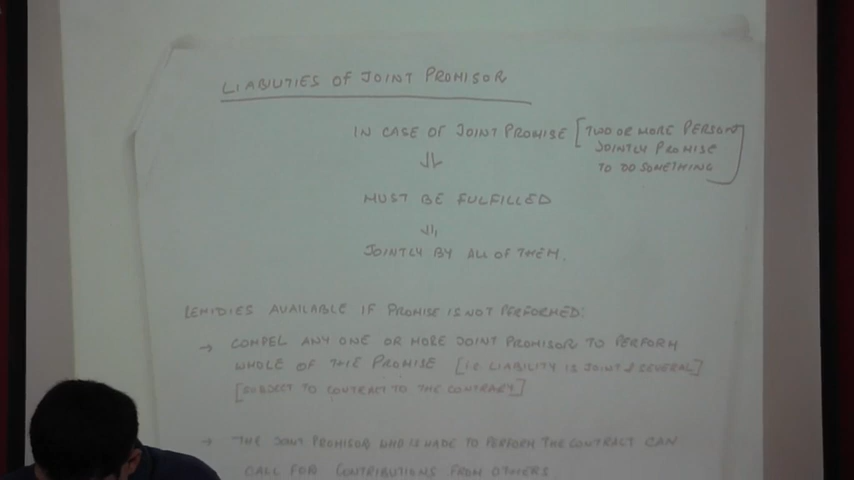 LIABILITIES OF JOINT PROMISOR
IN CASE OF JOINT PROMISE [TWO OR MORE PERSON
JOINTLY PROMISE
TO DO SOMETHING]
MUST BE FULFILLED
JOINTLY BY ALL OF THEM.
REMIDIES AVAILABLE IF PROMISE IS NOT PERFORMED:
→ COMPEL ANY ONE OR MORE JOINT PROMISOR TO PERFORM
WHOLE OF THE PROMISE [IE LIABILITY IS JOINT & SEVERAL]
[SUBJECT TO CONTRACT TO THE CONTRARY]
→ THE JOINT PROMISOR WHO IS MADE TO PERFORM THE CONTRACT CAN
CALL FOR CONTRIBUTIONS FROM OTHERS